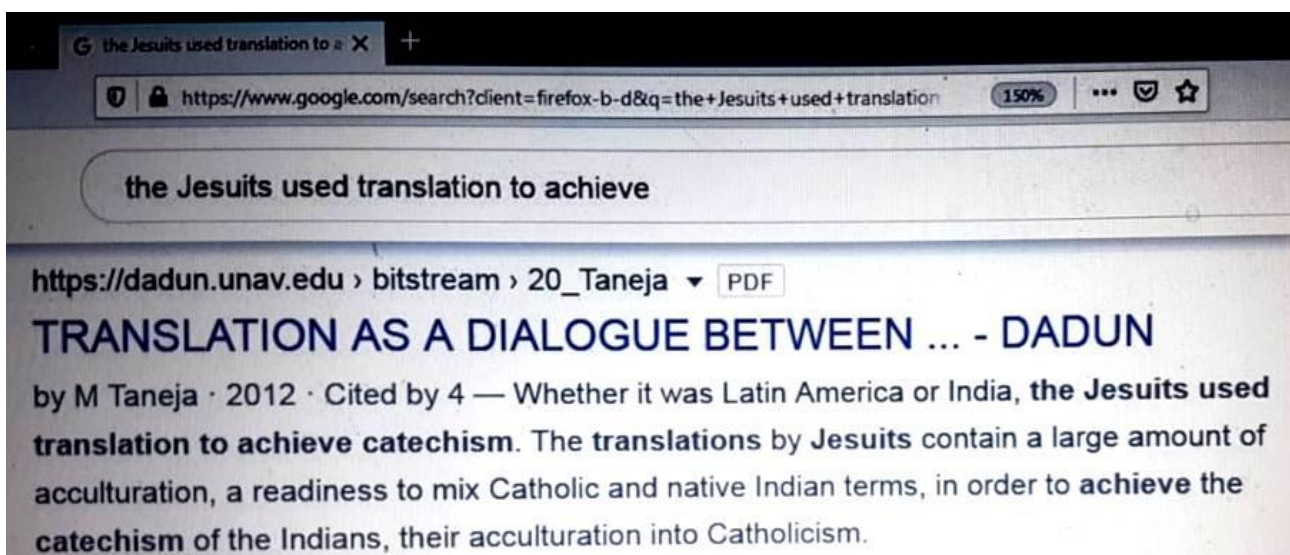 G the Jesuits used translation to a × +
https://www.google.com/search?client=firefox-b-d&q=the+Jesuits+used+translation 150% ...
the Jesuits used translation to achieve
https://dadun.unav.edu › bitstream › 20_Taneja ▾ PDF
TRANSLATION AS A DIALOGUE BETWEEN ... - DADUN
by M Taneja · 2012 · Cited by 4 — Whether it was Latin America or India, the Jesuits used
translation to achieve catechism. The translations by Jesuits contain a large amount of
acculturation, a readiness to mix Catholic and native Indian terms, in order to achieve the
catechism of the Indians, their acculturation into Catholicism.